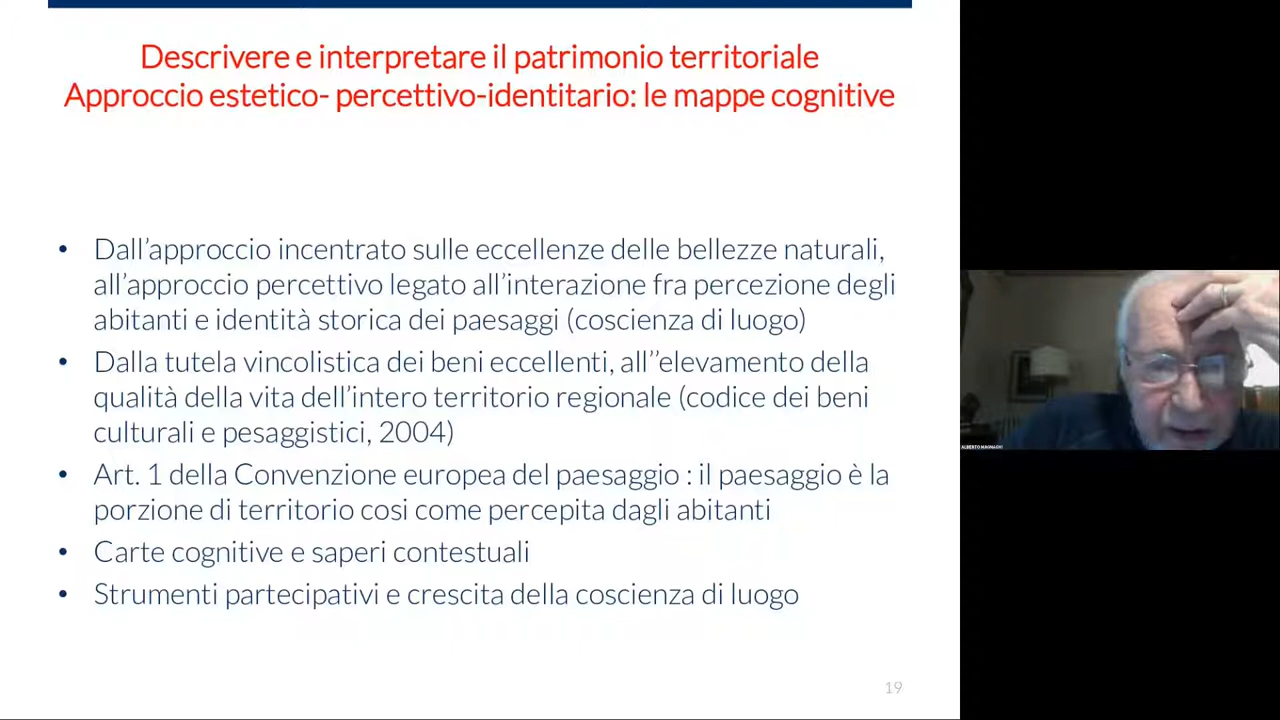 Descrivere e interpretare il patrimonio territoriale
Approccio estetico- percettivo-identitario: le mappe cognitive
• Dall’approccio incentrato sulle eccellenze delle bellezze naturali,
all’approccio percettivo legato all’interazione fra percezione degli
abitanti e identità storica dei paesaggi (coscienza di luogo)
• Dalla tutela vincolistica dei beni eccellenti, all’’elevamento della
qualità della vita dell’intero territorio regionale (codice dei beni
culturali e pesaggistici, 2004)
• Art. 1 della Convenzione europea del paesaggio : il paesaggio è la
porzione di territorio cosi come percepita dagli abitanti
• Carte cognitive e saperi contestuali
• Strumenti partecipativi e crescita della coscienza di luogo
19
ALBERTO MAGNAGHI